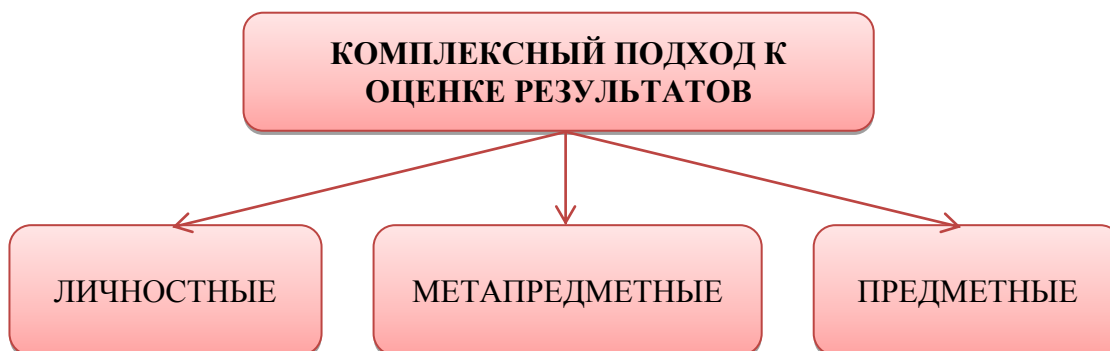 КОМПЛЕКСНЫЙ ПОДХОД К
ОЦЕНКЕ РЕЗУЛЬТАТОВ
ЛИЧНОСТНЫЕ
МЕТАПРЕДМЕТНЫЕ
ПРЕДМЕТНЫЕ